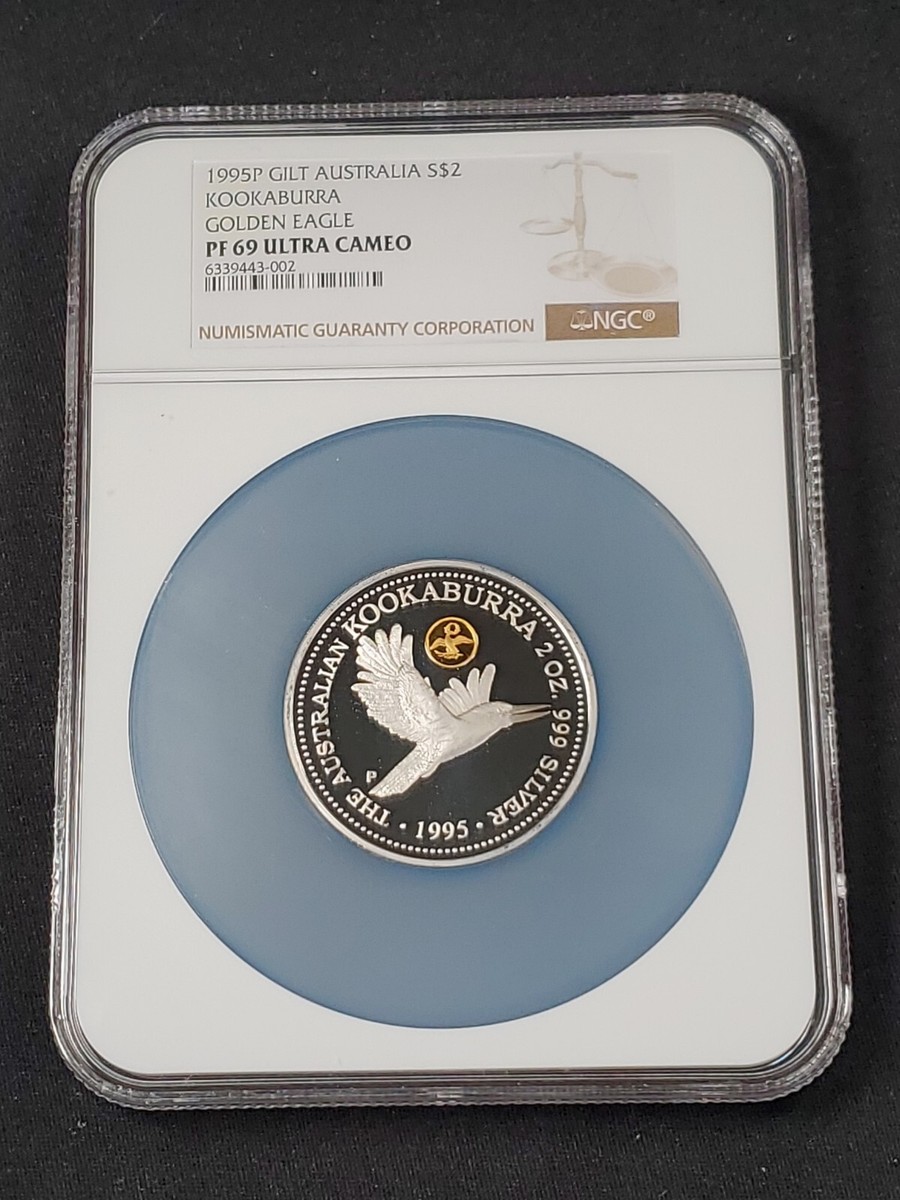 1995P GILT AUSTRALIA S$2
KOOKABURRA
GOLDEN EAGLE
PF 69 ULTRA CAMEO
6339443-002
NUMISMATIC GUARANTY CORPORATION
NGC®
THE AUSTRALIAN KOOKABURRA 2 OZ. 999 SILVER
P
· 1995 ·